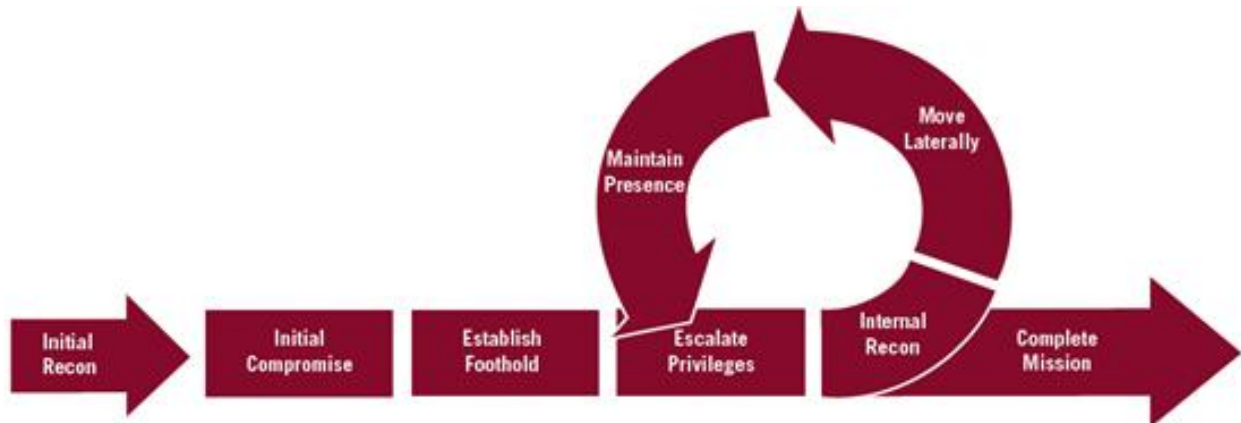 Maintain
Presence
Move
Laterally
Initial
Recon
Initial
Compromise
Establish
Foothold
Escalate
Privileges
Internal
Recon
Complete
Mission